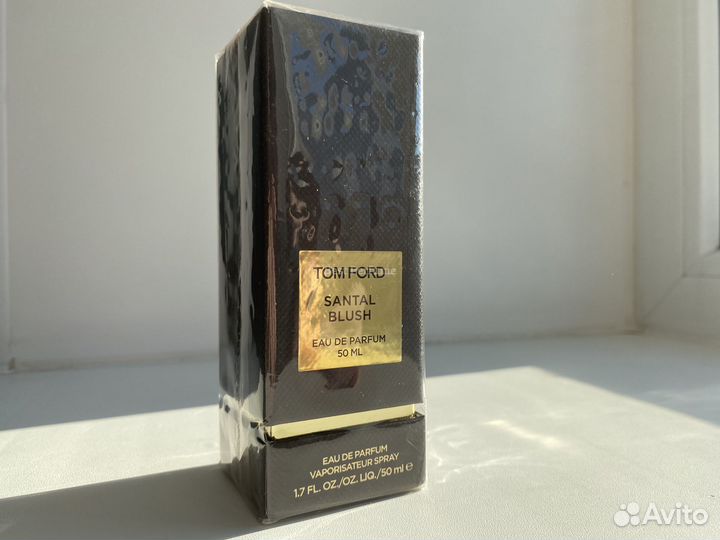 TOM FORD
SANTAL
BLUSH
EAU DE PARFUM
50 ML
EAU DE PARFUM
VAPORISATEUR SPRAY
1.7 FL. OZ./OZ. LIQ./50 ml e
Avito